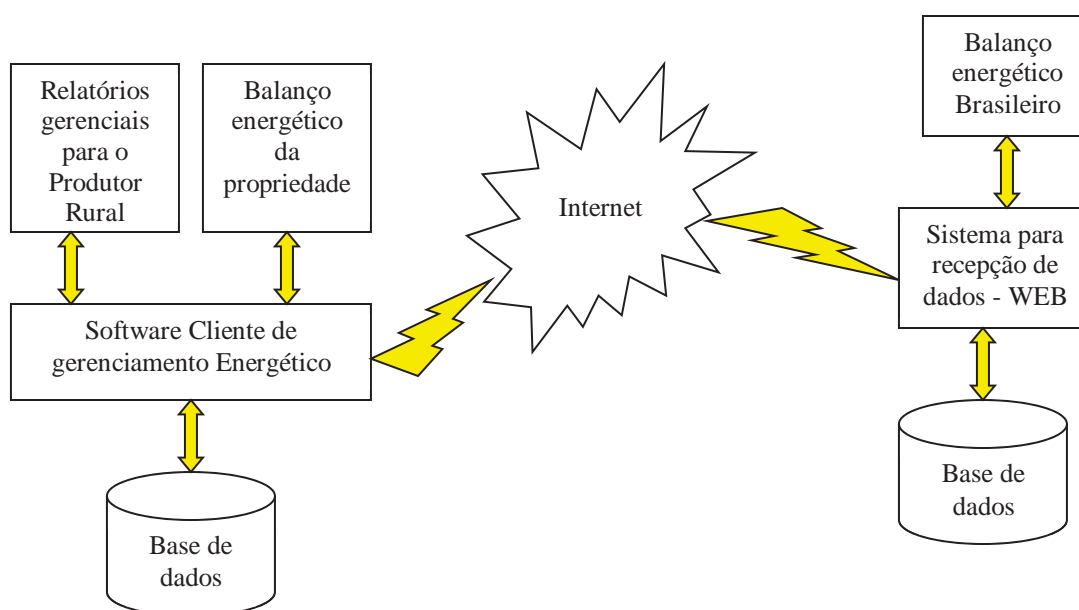 Relatórios
gerenciais
para o
Produtor
Rural
Balanço
energético
da
propriedade
Software Cliente de
gerenciamento Energético
Base de
dados
Internet
Balanço
energético
Brasileiro
Sistema para
recepção de
dados - WEB
Base de
dados